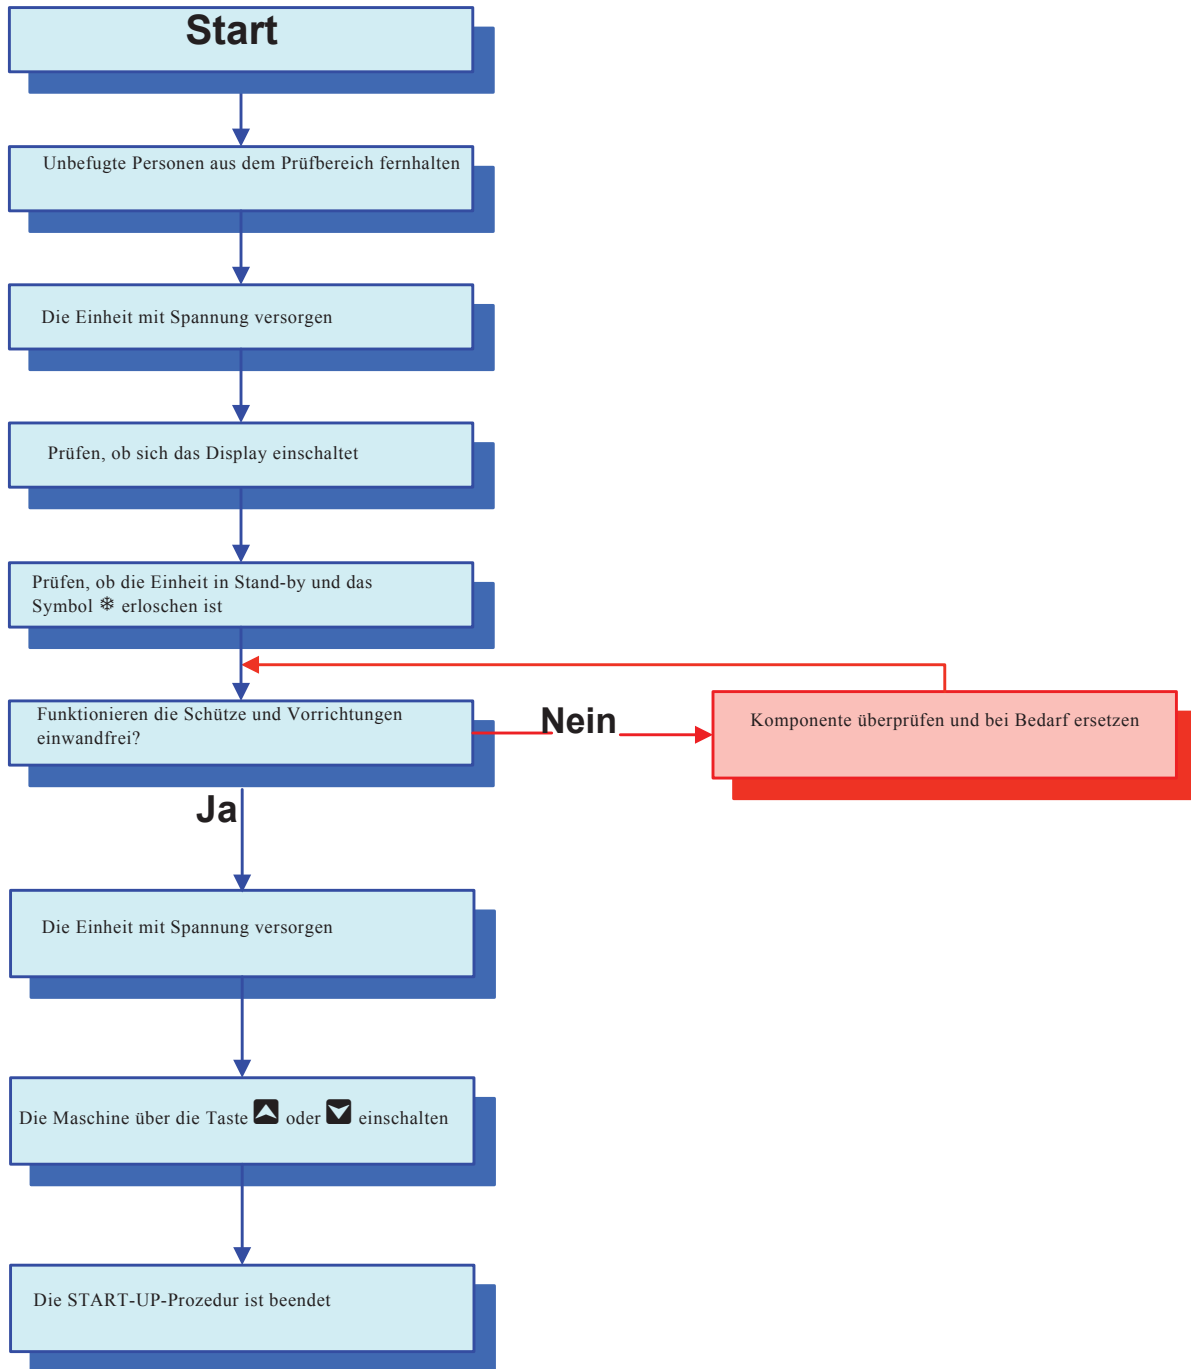 Start
Unbefugte Personen aus dem Prüfbereich fernhalten
Die Einheit mit Spannung versorgen
Prüfen, ob sich das Display einschaltet
Prüfen, ob die Einheit in Stand-by und das
Symbol ❄ erloschen ist
Funktionieren die Schütze und Vorrichtungen
einwandfrei?
Nein
Komponente überprüfen und bei Bedarf ersetzen
Ja
Die Einheit mit Spannung versorgen
Die Maschine über die Taste oder einschalten
Die START-UP-Prozedur ist beendet